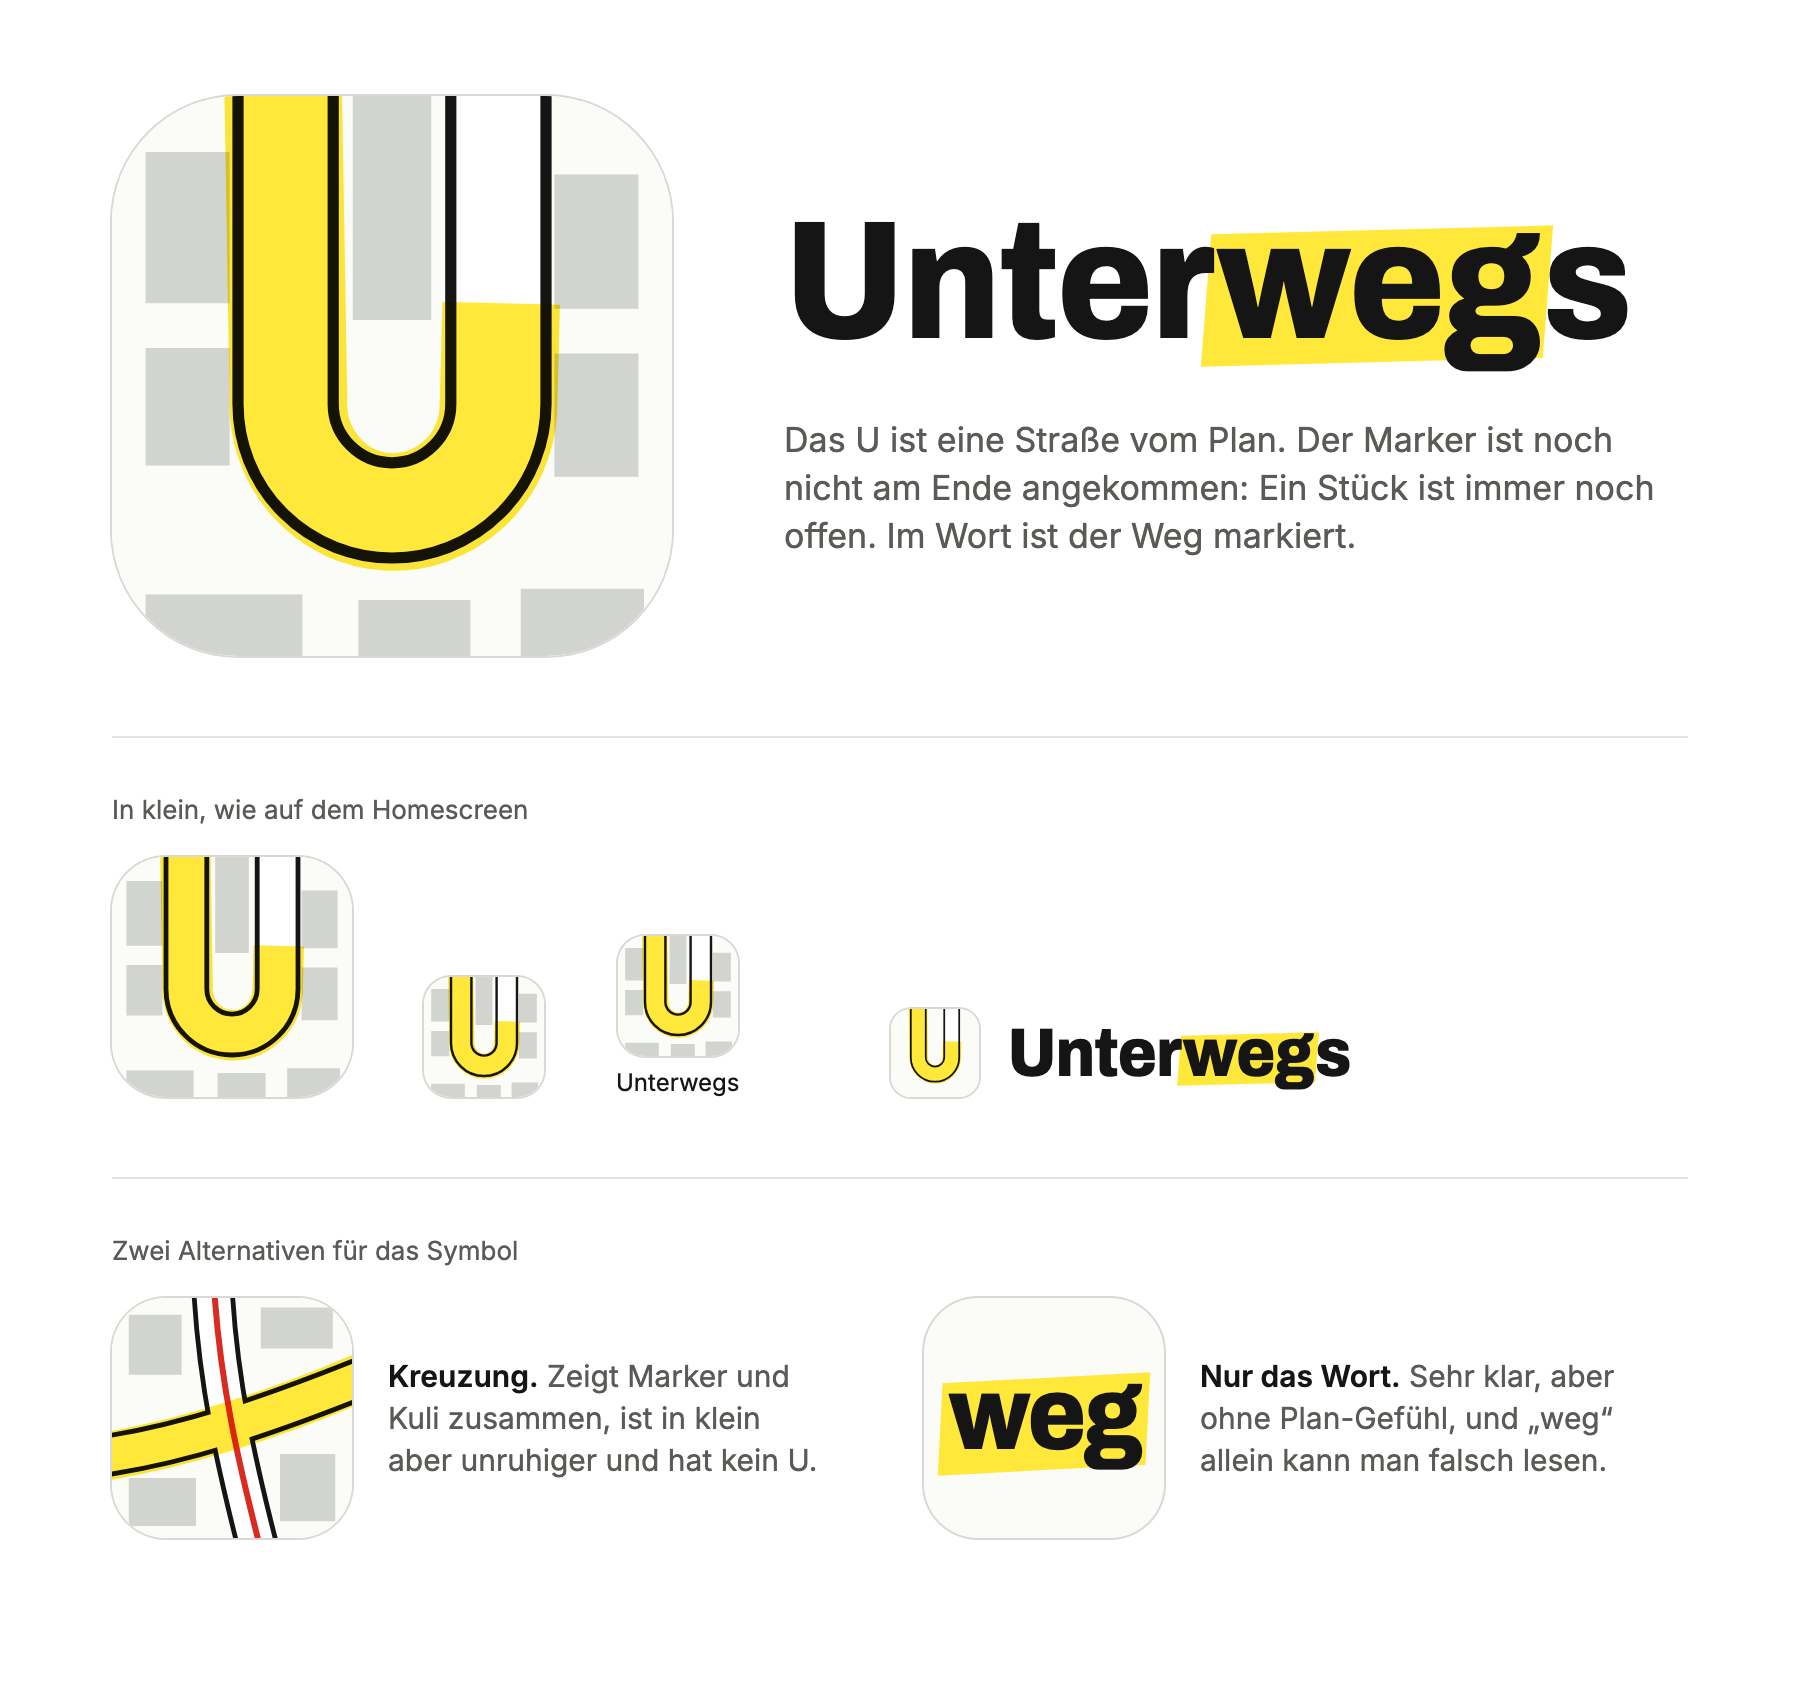 Unterwegs
Das U ist eine Straße vom Plan. Der Marker ist noch
nicht am Ende angekommen: Ein Stück ist immer noch
offen. Im Wort ist der Weg markiert.
In klein, wie auf dem Homescreen
Unterwegs
Unterwegs
Zwei Alternativen für das Symbol
Kreuzung. Zeigt Marker und
Kuli zusammen, ist in klein
aber unruhiger und hat kein U.
weg
Nur das Wort. Sehr klar, aber
ohne Plan-Gefühl, und „weg“
allein kann man falsch lesen.